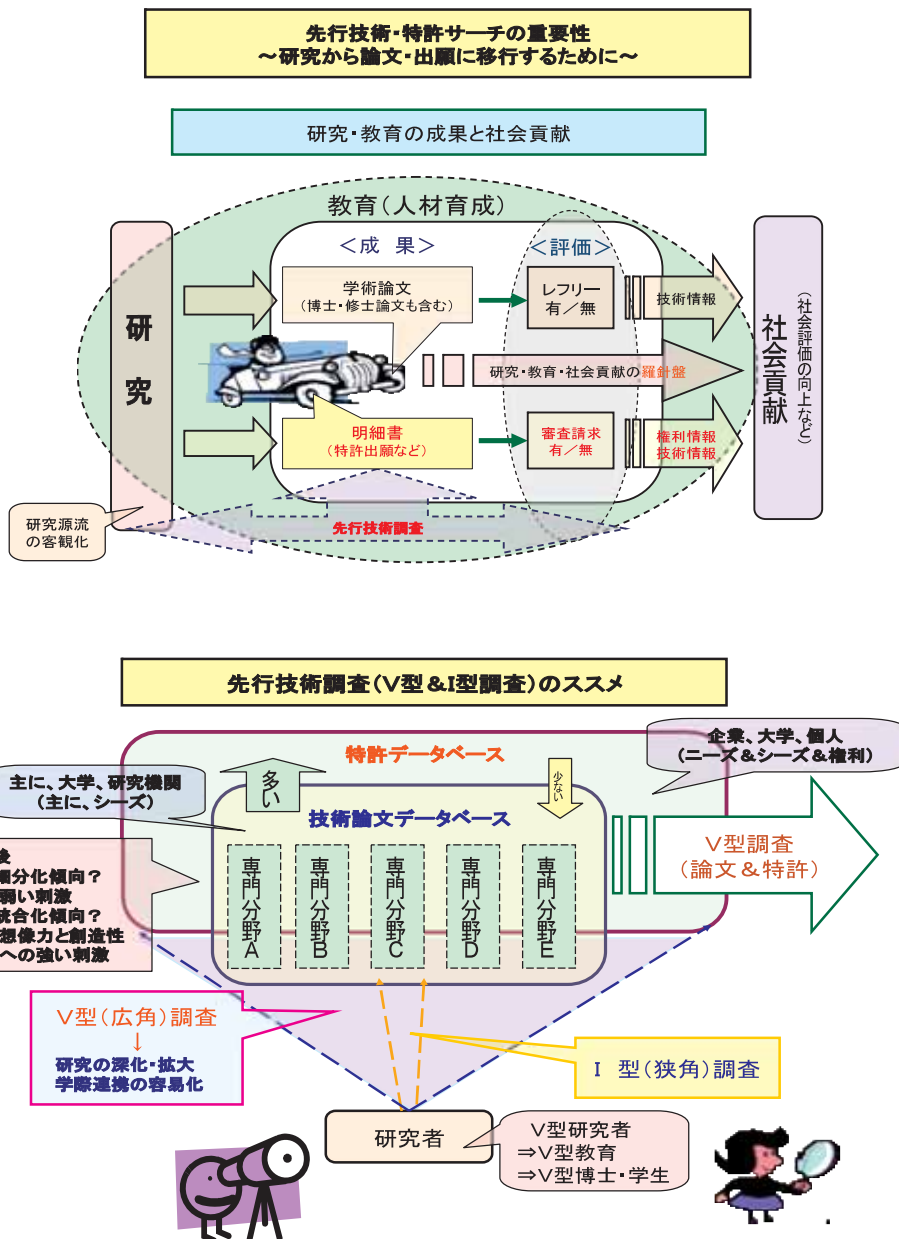 先行技術・特許サーチの重要性
～研究から論文・出願に移行するために～
研究・教育の成果と社会貢献
教育（人材育成）
＜成 果＞
＜評価＞
研究
学術論文
（博士・修士論文も含む）
レフリー
有／無
技術情報
研究・教育・社会貢献の羅針盤
明細書
（特許出願など）
審査請求
有／無
権利情報
技術情報
社会貢献
（社会評価の向上など）
先行技術調査
研究源流
の客観化
先行技術調査（V型＆I型調査）のススメ
特許データベース
企業、大学、個人
（ニーズ＆シーズ＆権利）
主に、大学、研究機関
（主に、シーズ）
多い
少ない
技術論文データベース
専門分野A
専門分野B
専門分野C
専門分野D
専門分野E
V型調査
（論文＆特許）
後
細分化傾向？
弱い刺激
統合化傾向？
想像力と創造性
への強い刺激
V型（広角）調査
↓
研究の深化・拡大
学際連携の容易化
I 型（狭角）調査
研究者
V型研究者
⇒V型教育
⇒V型博士・学生